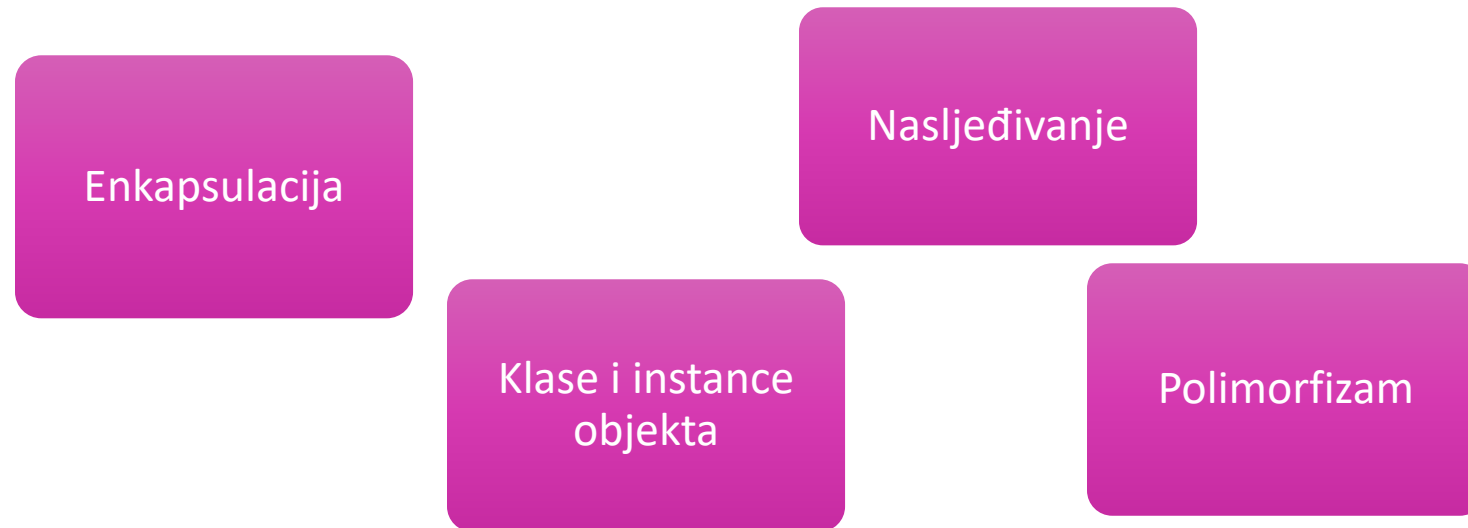 Enkapsulacija
Klase i instance
objekta
Nasljeđivanje
Polimorfizam